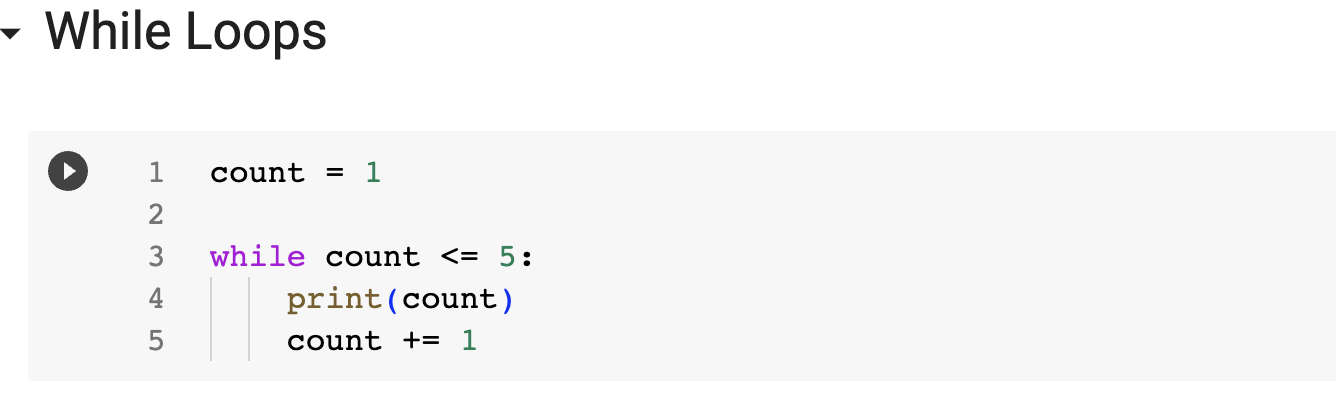 While Loops
1 count = 1
2
3 while count <= 5:
4     print(count)
5     count += 1